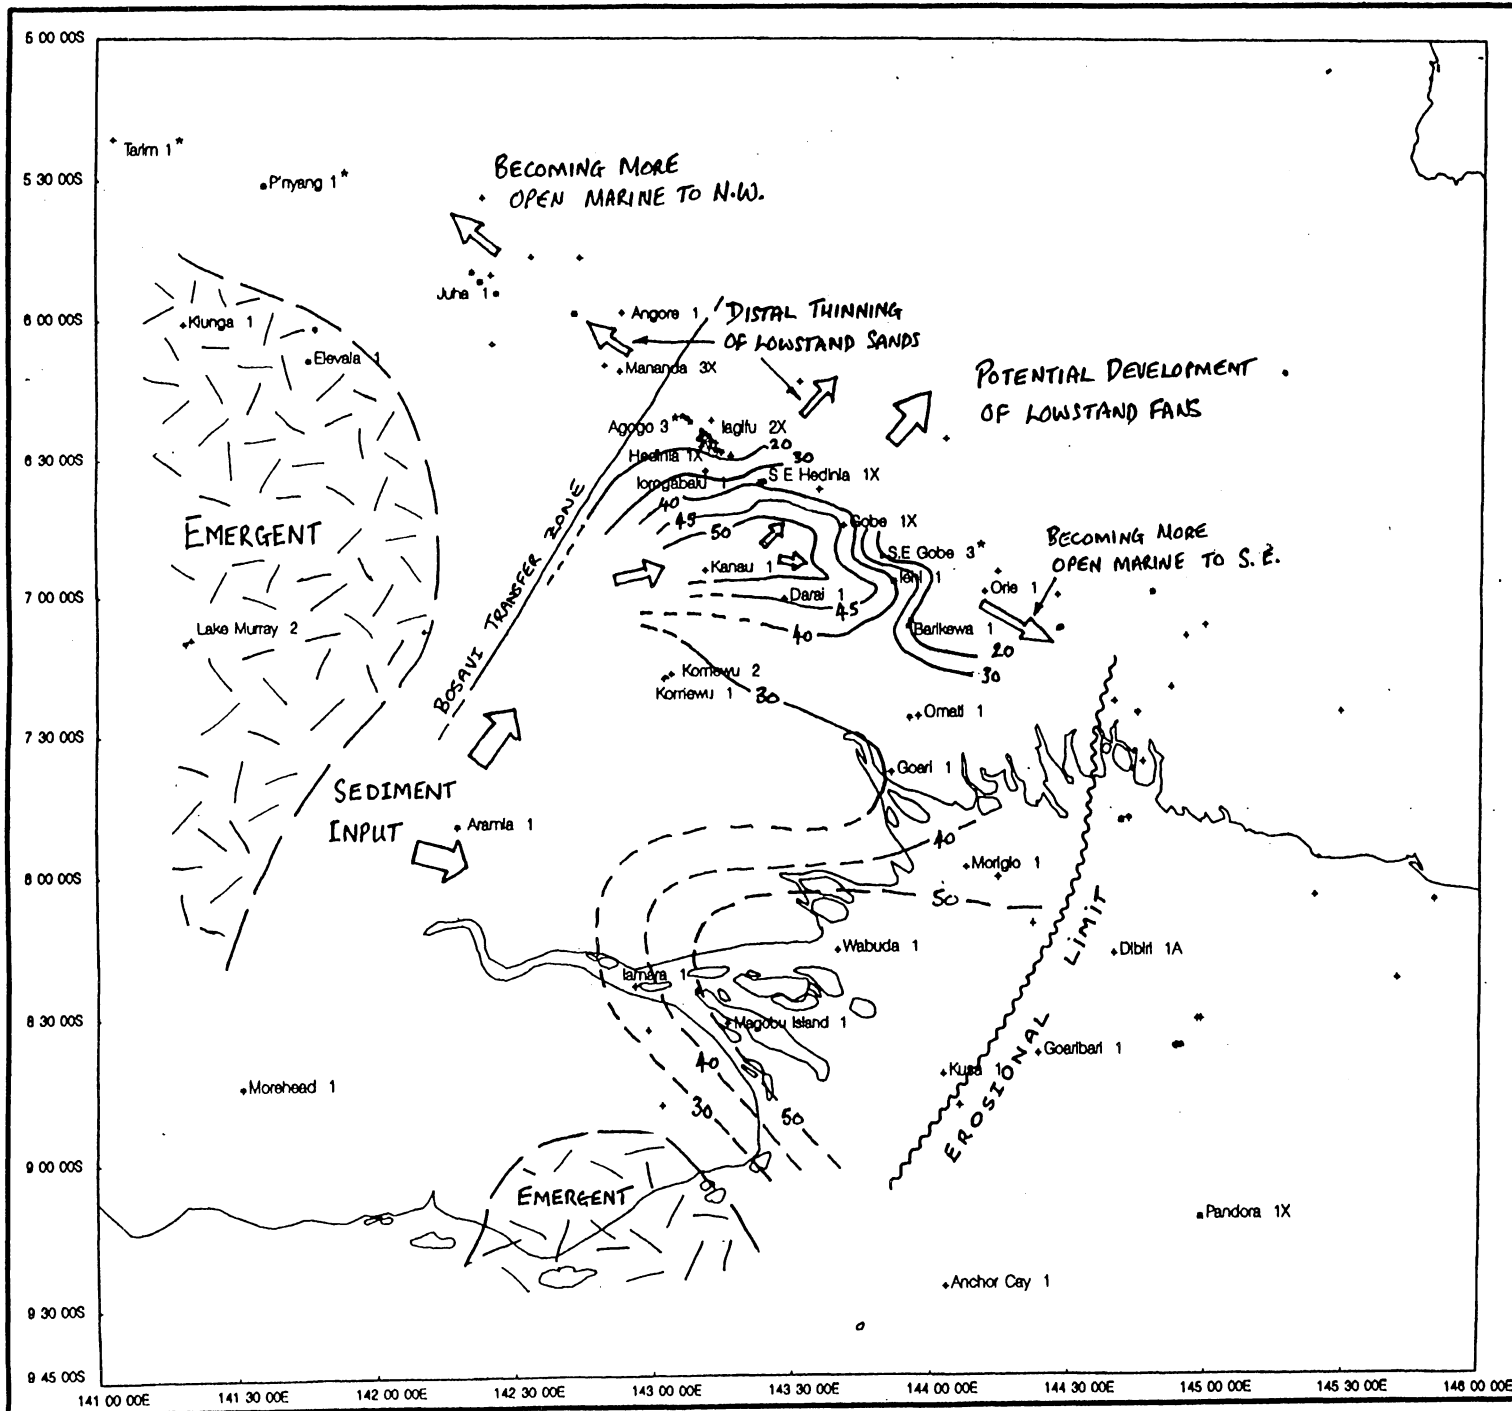 5 00 00S
Tarim 1*
P'nyang 1*
5 30 00S
BECOMING MORE
OPEN MARINE TO N.W.
Juha 1
Kiunga 1
6 00 00S
Elevala 1
Angore 1
DISTAL THINNING
OF LOWSTAND SANDS
Mananda 3X
POTENTIAL DEVELOPMENT
OF LOWSTAND FANS
Agogo 3*
Iagifu 2X
20
Hedinia 1X
30
6 30 00S
S E Hedinia 1X
Iorogabaiu 1
40
45
50
Gobe 1X
EMERGENT
BOSAVI TRANSFER ZONE
S.E Gobe 3*
BECOMING MORE
OPEN MARINE TO S.E.
Kanau 1
Iehi 1
Orie 1
7 00 00S
Darai 1
45
40
Lake Murray 2
Barikewa 1
20
30
Komewu 2
Komewu 1
30
Omati 1
7 30 00S
Goari 1
SEDIMENT
INPUT
Aramia 1
40
Morigio 1
8 00 00S
50
EROSIONAL LIMIT
Wabuda 1
Dibiri 1A
Iamara 1
8 30 00S
Magobu Island 1
Goaribari 1
40
Kusa 1
Morehead 1
30
50
9 00 00S
EMERGENT
Pandora 1X
Anchor Cay 1
9 30 00S
9 45 00S
141 00 00E
141 30 00E
142 00 00E
142 30 00E
143 00 00E
143 30 00E
144 00 00E
144 30 00E
145 00 00E
145 30 00E
146 00 00E